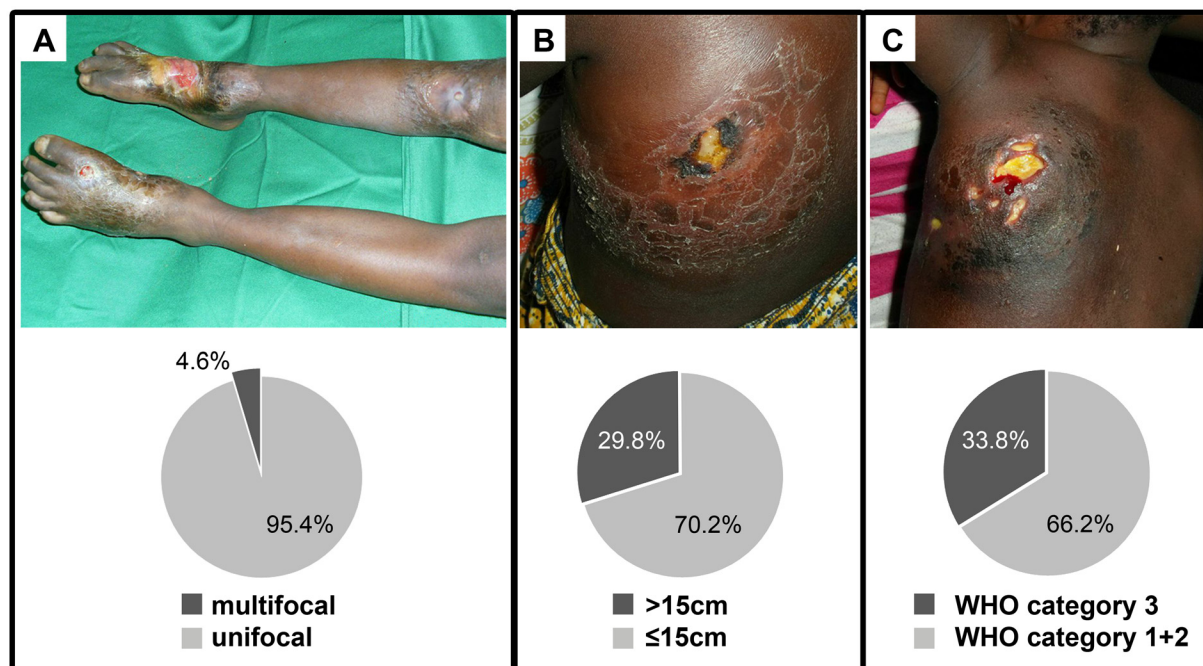 A
B
C
4.6%
95.4%
29.8%
70.2%
33.8%
66.2%
multifocal
unifocal
>15cm
≤15cm
WHO category 3
WHO category 1+2